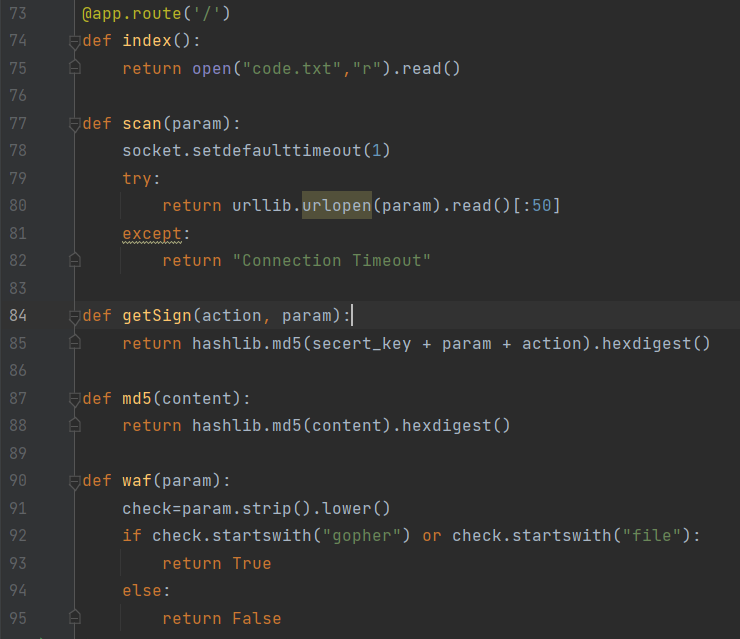 73 @app.route('/')
74 def index():
75     return open("code.txt","r").read()
76
77 def scan(param):
78     socket.setdefaulttimeout(1)
79     try:
80         return urllib.urlopen(param).read()[:50]
81     except:
82         return "Connection Timeout"
83
84 def getSign(action, param):
85     return hashlib.md5(secert_key + param + action).hexdigest()
86
87 def md5(content):
88     return hashlib.md5(content).hexdigest()
89
90 def waf(param):
91     check=param.strip().lower()
92     if check.startswith("gopher") or check.startswith("file"):
93         return True
94     else:
95         return False